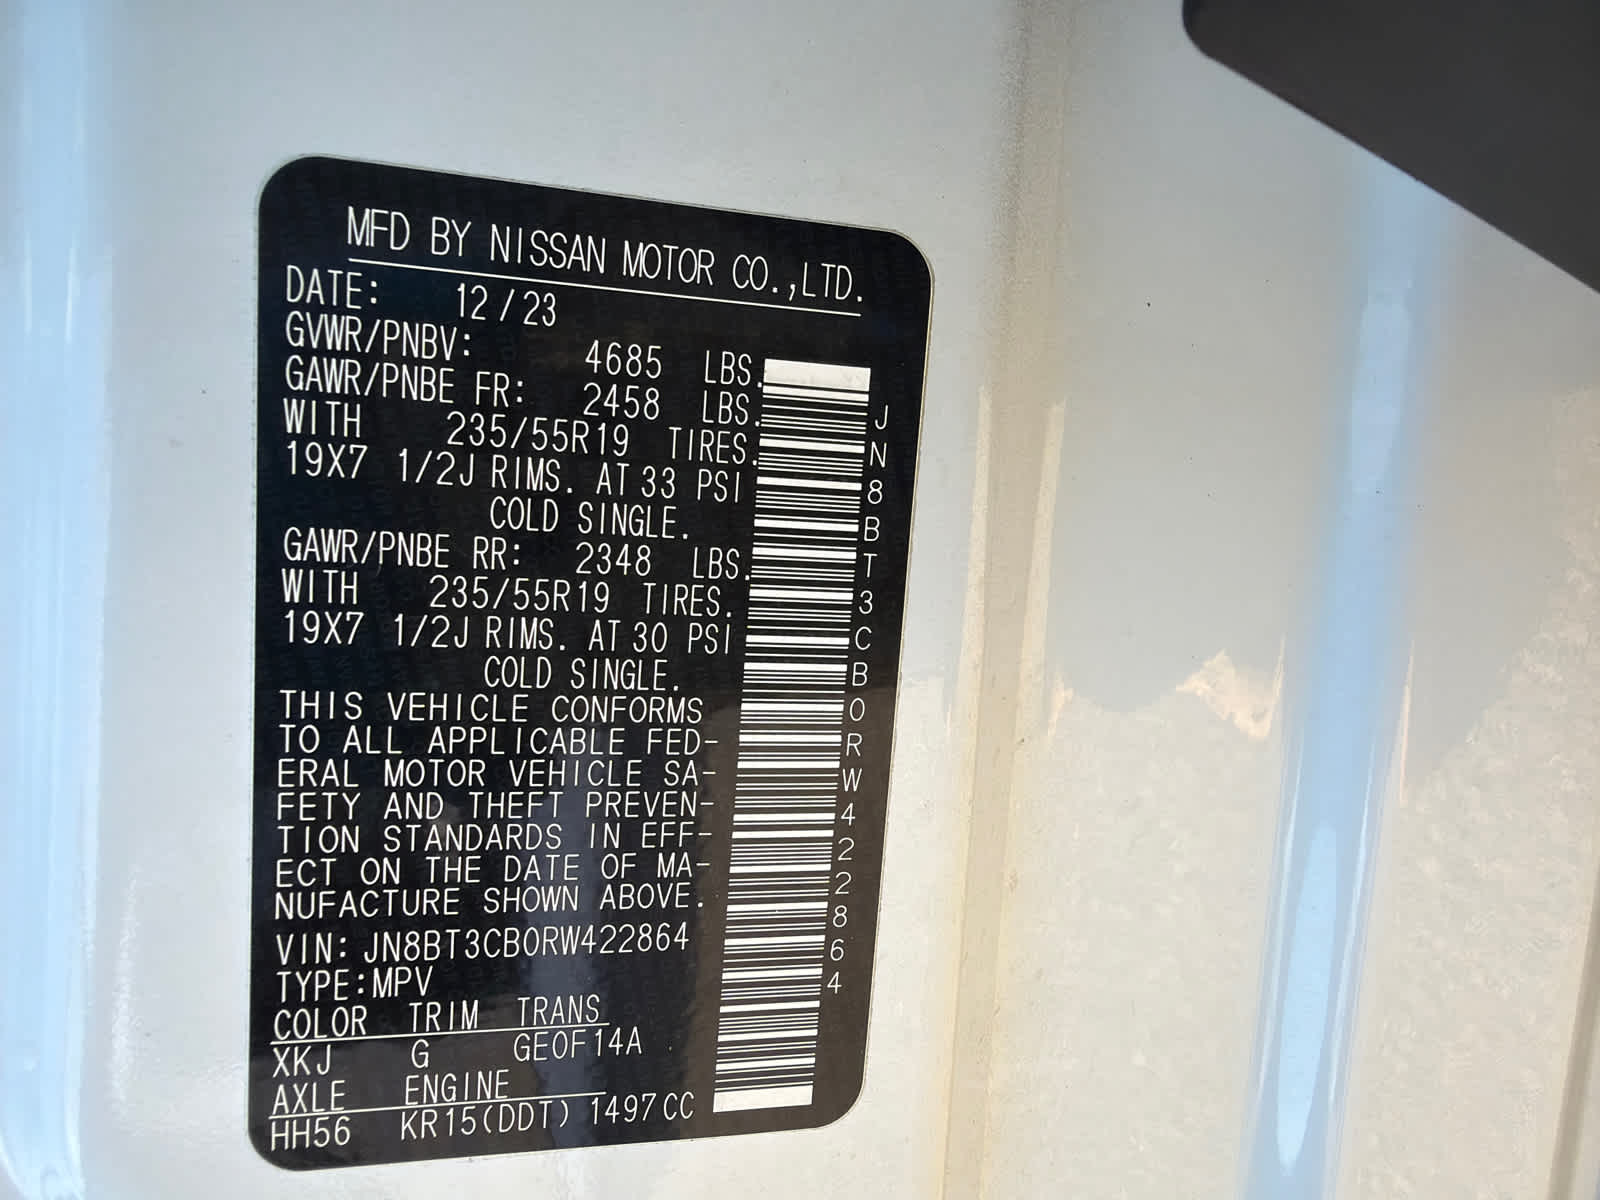 MFD BY NISSAN MOTOR CO.,LTD.
DATE: 12/23
GVWR/PNBV: 4685 LBS.
GAWR/PNBE FR: 2458 LBS.
WITH 235/55R19 TIRES.
19X7 1/2J RIMS. AT 33 PSI
COLD SINGLE.
GAWR/PNBE RR: 2348 LBS.
WITH 235/55R19 TIRES.
19X7 1/2J RIMS. AT 30 PSI
COLD SINGLE.
THIS VEHICLE CONFORMS
TO ALL APPLICABLE FED-
ERAL MOTOR VEHICLE SA-
FETY AND THEFT PREVEN-
TION STANDARDS IN EFF-
ECT ON THE DATE OF MA-
NUFACTURE SHOWN ABOVE.
VIN: JN8BT3CB0RW422864
TYPE:MPV
COLOR TRIM TRANS
XKJ G GE0F14A
AXLE ENGINE
HH56 KR15(DDT) 1497CC
JN8BT3CB0RW422864